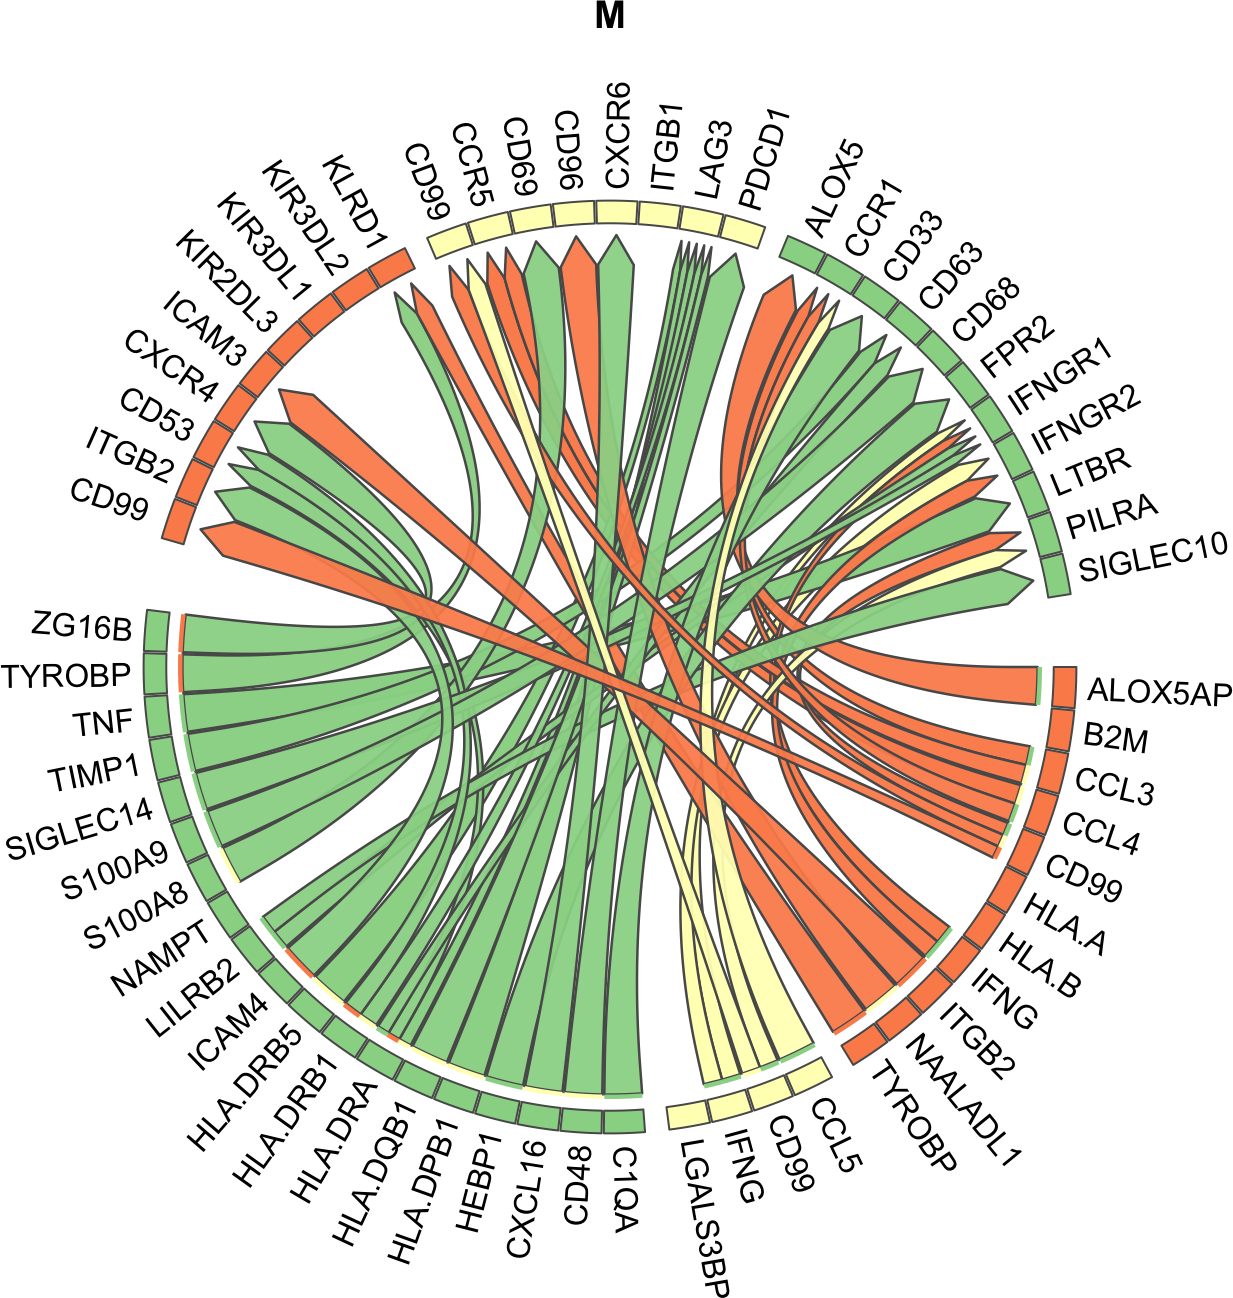 M
CD99
CCR5
CD69
CD96
CXCR6
ITGB1
LAG3
PDCD1
ALOX5
CCR1
CD33
CD63
CD68
FPR2
IFNGR1
IFNGR2
LTBR
PILRA
SIGLEC10
ALOX5AP
B2M
CCL3
CCL4
CD99
HLA.A
HLA.B
IFNG
ITGB2
NAALADL1
TYROBP
CCL5
CD99
IFNG
LGALS3BP
C1QA
CD48
CXCL16
HEBP1
HLA.DPB1
HLA.DQB1
HLA.DRA
HLA.DRB1
HLA.DRB5
ICAM4
LILRB2
NAMPT
S100A8
S100A9
SIGLEC14
TIMP1
TNF
TYROBP
ZG16B
CD99
ITGB2
CD53
CXCR4
ICAM3
KIR2DL3
KIR3DL1
KIR3DL2
KLRD1